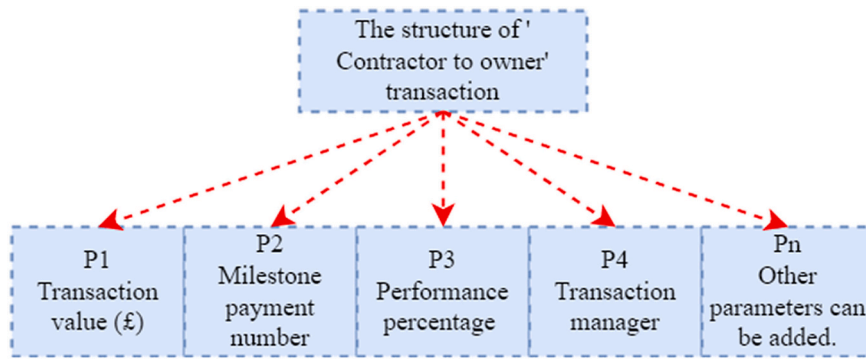 The structure of '
Contractor to owner'
transaction
P1
Transaction
value (£)
P2
Milestone
payment
number
P3
Performance
percentage
P4
Transaction
manager
Pn
Other
parameters can
be added.